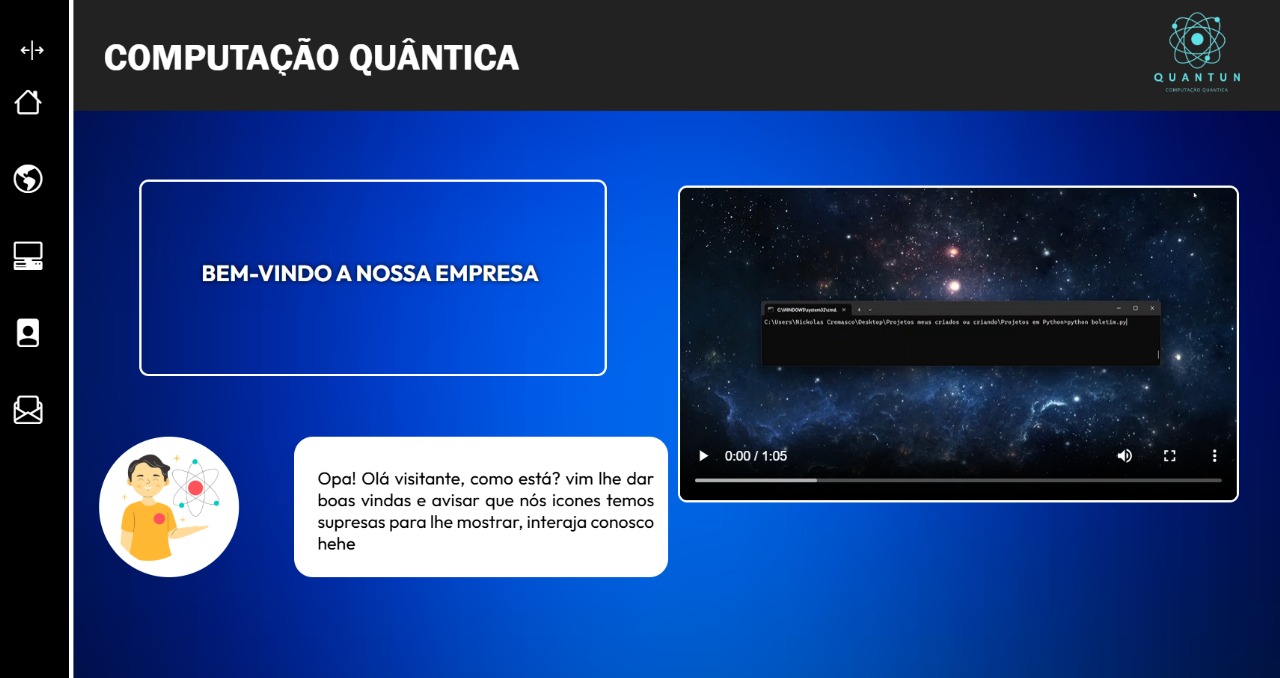 COMPUTAÇÃO QUÂNTICA
QUANTUN
COMPUTAÇÃO QUANTICA
BEM-VINDO A NOSSA EMPRESA
C:\WINDOWS\system32\cmd.
C:\Users\Nickolas Cremasco\Desktop\Projetos meus criados ou criando\Projetos em Python>python boletim.py
0:00 / 1:05
Opa! Olá visitante, como está? vim lhe dar
boas vindas e avisar que nós icones temos
supresas para lhe mostrar, interaja conosco
hehe